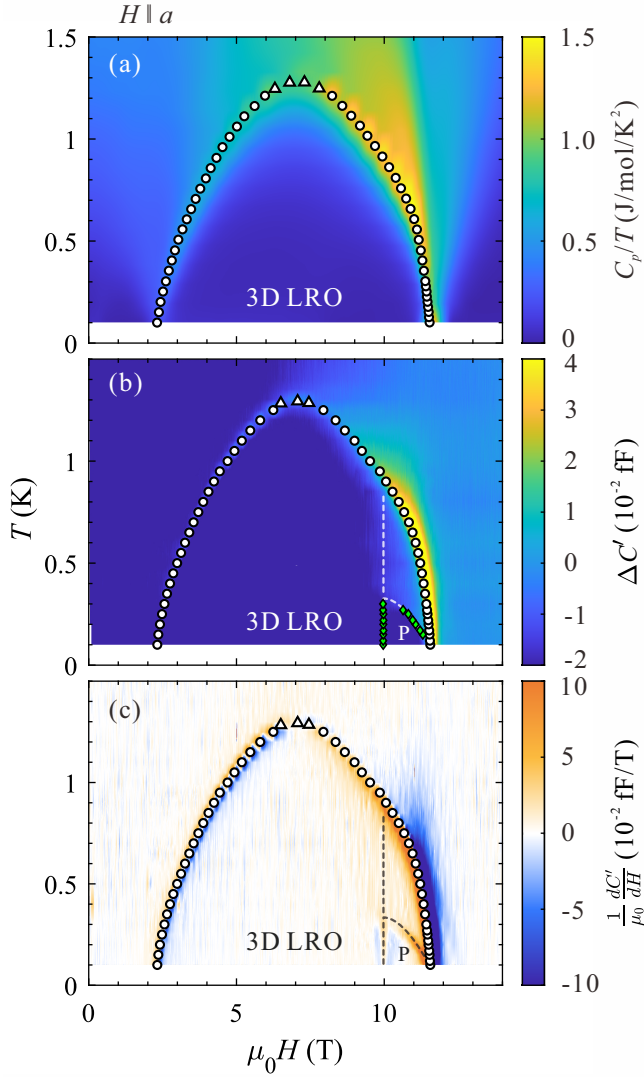 H ∥ a
(a)
3D LRO
1.5
1
0.5
0
1.5
1.0
0.5
0
C_p/T (J/mol/K²)
(b)
3D LRO
P
1
0.5
0
T (K)
4
3
2
1
0
-1
-2
ΔC′ (10⁻² fF)
(c)
3D LRO
P
1
0.5
0
0
5
10
μ₀H (T)
10
5
0
-5
-10
1/μ₀ dC′/dH (10⁻² fF/T)